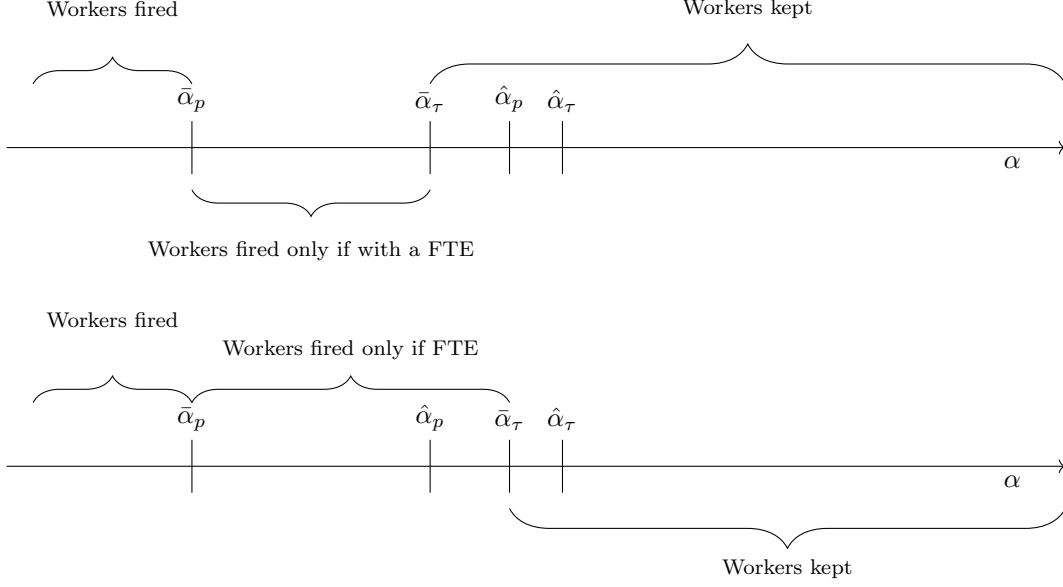 Workers fired
Workers kept
ᾱ_p
ᾱ_τ
α̂_p
α̂_τ
α
Workers fired only if with a FTE
Workers fired
Workers fired only if FTE
ᾱ_p
α̂_p
ᾱ_τ
α̂_τ
α
Workers kept